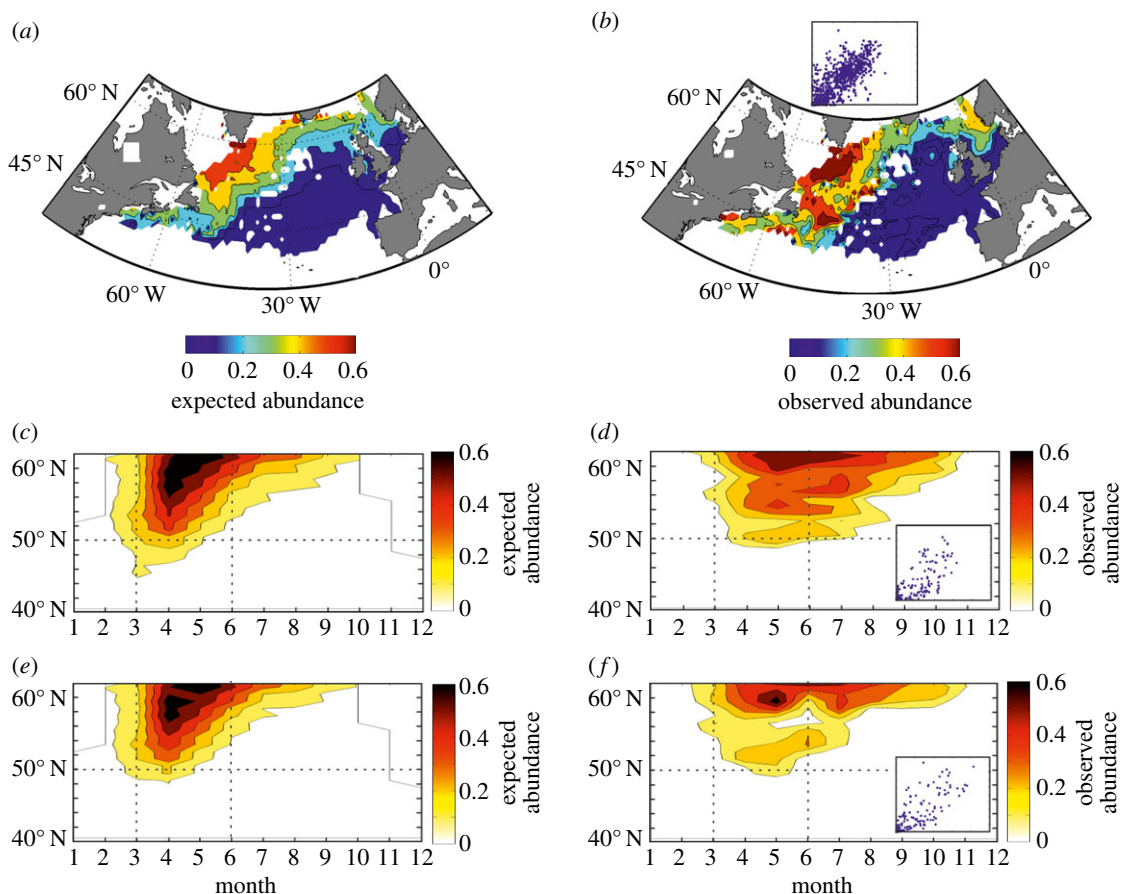 (a)
(b)
60° N
45° N
60° W
30° W
0°
60° N
45° N
60° W
30° W
0°
0 0.2 0.4 0.6
expected abundance
0 0.2 0.4 0.6
observed abundance
(c)
(d)
60° N
50° N
40° N
1 2 3 4 5 6 7 8 9 10 11 12
0.6
0.4
0.2
0
expected
abundance
60° N
50° N
40° N
1 2 3 4 5 6 7 8 9 10 11 12
0.6
0.4
0.2
0
observed
abundance
(e)
(f)
60° N
50° N
40° N
1 2 3 4 5 6 7 8 9 10 11 12
month
0.6
0.4
0.2
0
expected
abundance
60° N
50° N
40° N
1 2 3 4 5 6 7 8 9 10 11 12
month
0.6
0.4
0.2
0
observed
abundance